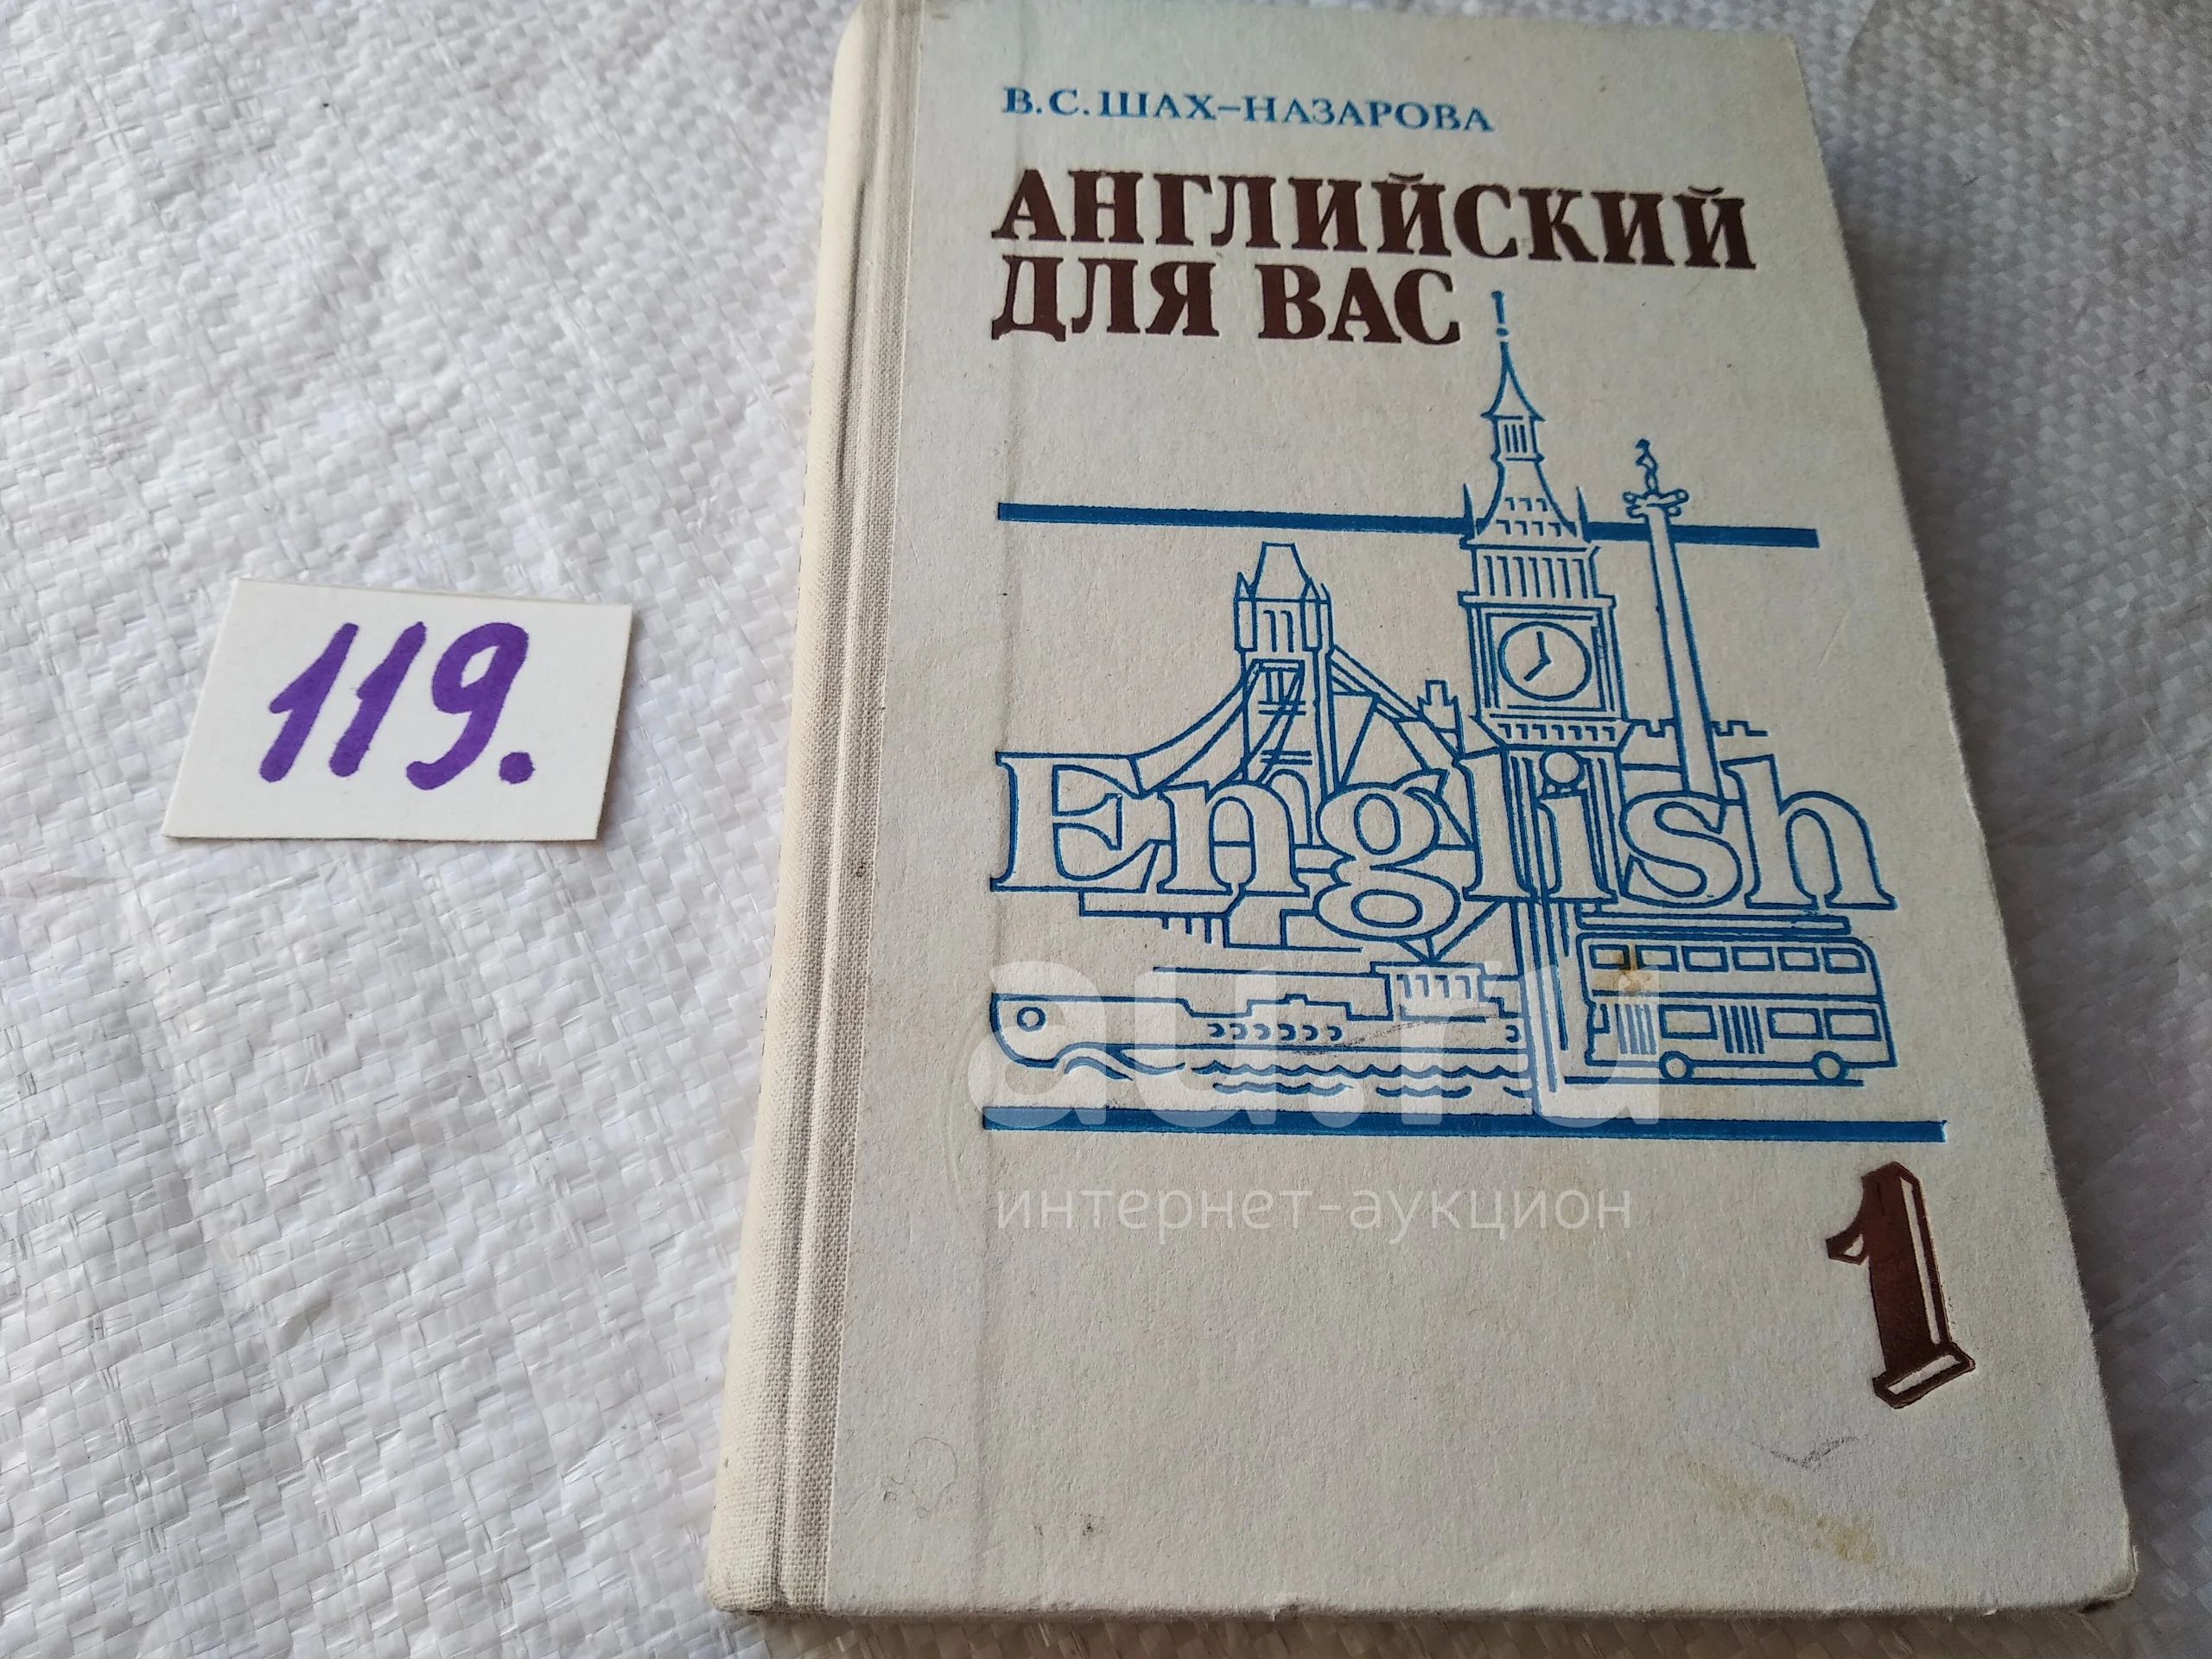 119.
В.С.ШАХ-НАЗАРОВА
АНГЛИЙСКИЙ
ДЛЯ ВАС
English
au.ru
интернет-аукцион
1